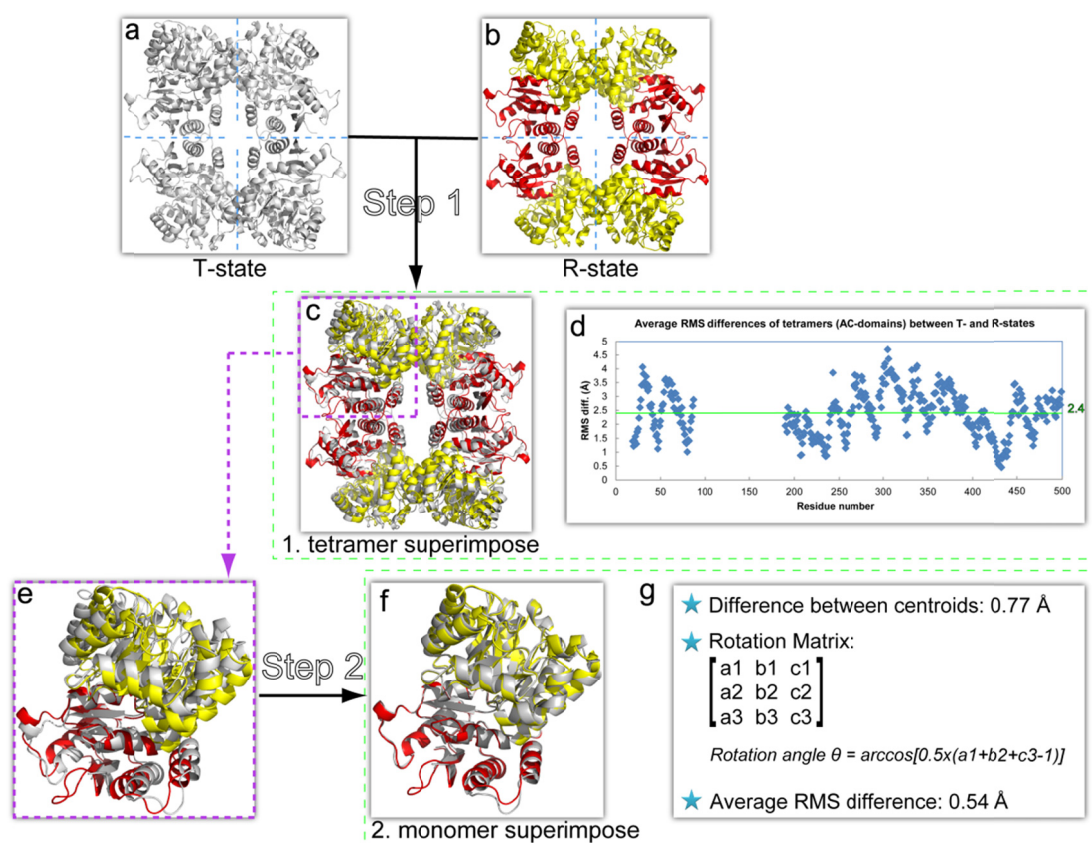 a
b
Step 1
T-state
R-state
c
d
Average RMS differences of tetramers (AC-domains) between T- and R-states
RMS diff. (Å)
5
4.5
4
3.5
3
2.5
2
1.5
1
0.5
0
2.4
0 50 100 150 200 250 300 350 400 450 500
Residue number
1. tetramer superimpose
e
Step 2
f
2. monomer superimpose
g
Difference between centroids: 0.77 Å
Rotation Matrix:
a1 b1 c1
a2 b2 c2
a3 b3 c3
Rotation angle θ = arccos[0.5x(a1+b2+c3-1)]
Average RMS difference: 0.54 Å